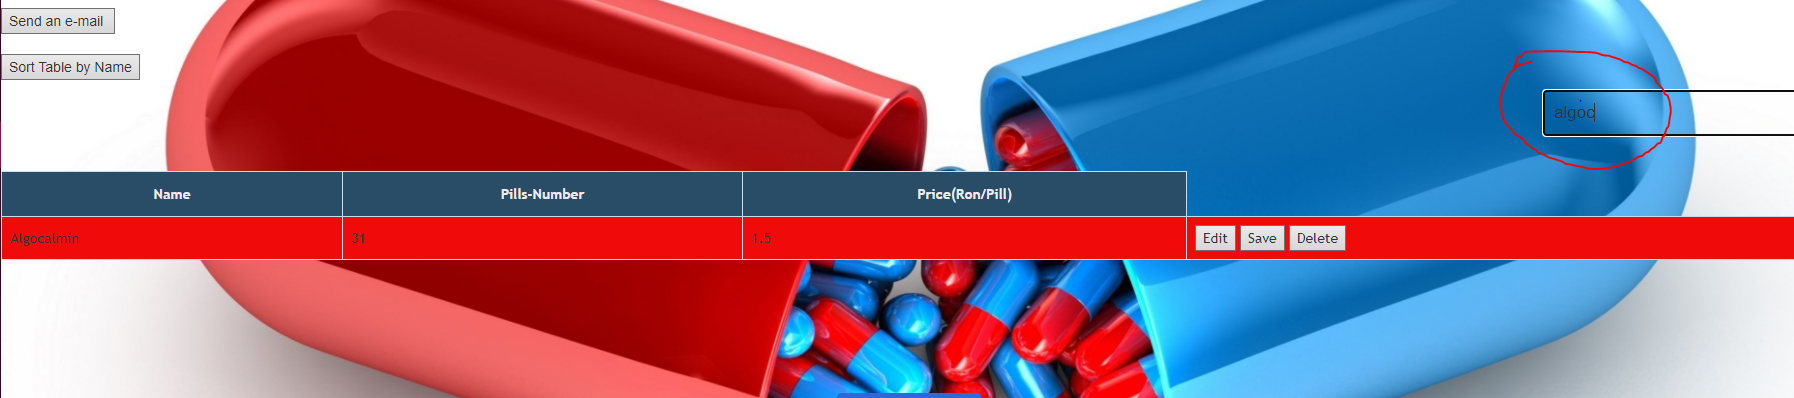 Send an e-mail
Sort Table by Name
algoc
Name Pills-Number Price(Ron/Pill)
Algocalmin 31 1.5 Edit Save Delete